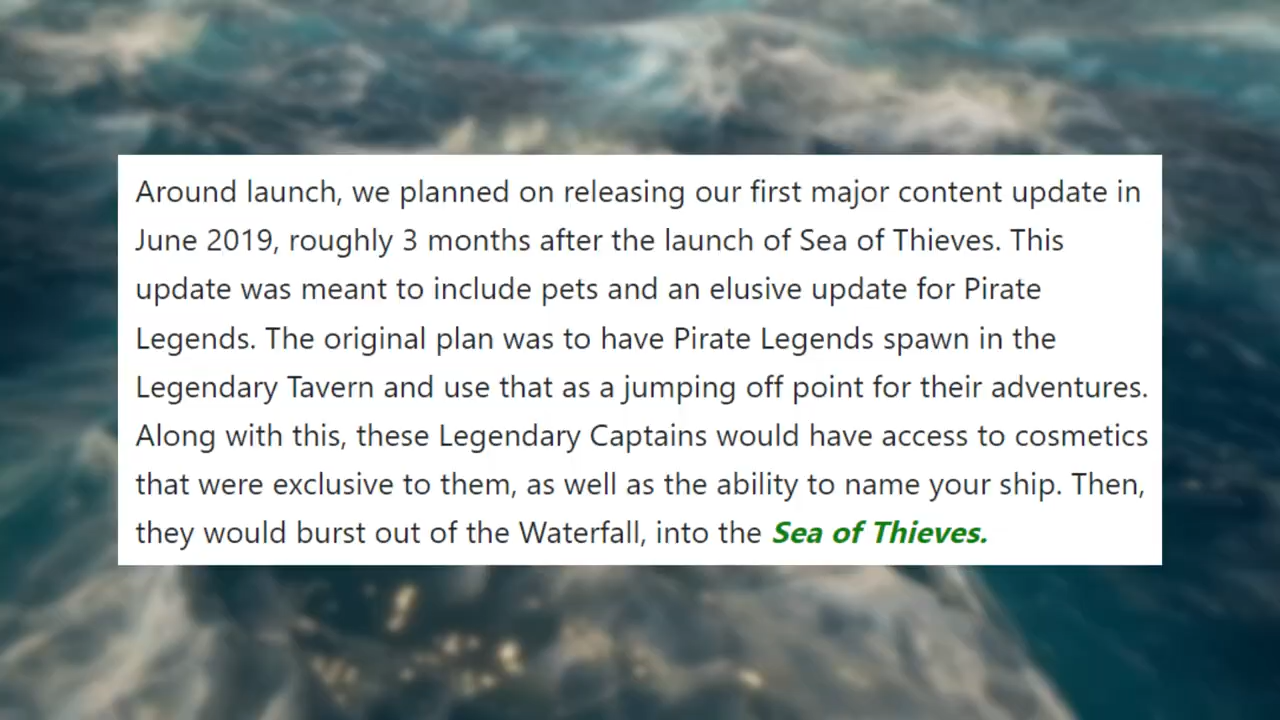 Around launch, we planned on releasing our first major content update in
June 2019, roughly 3 months after the launch of Sea of Thieves. This
update was meant to include pets and an elusive update for Pirate
Legends. The original plan was to have Pirate Legends spawn in the
Legendary Tavern and use that as a jumping off point for their adventures.
Along with this, these Legendary Captains would have access to cosmetics
that were exclusive to them, as well as the ability to name your ship. Then,
they would burst out of the Waterfall, into the Sea of Thieves.